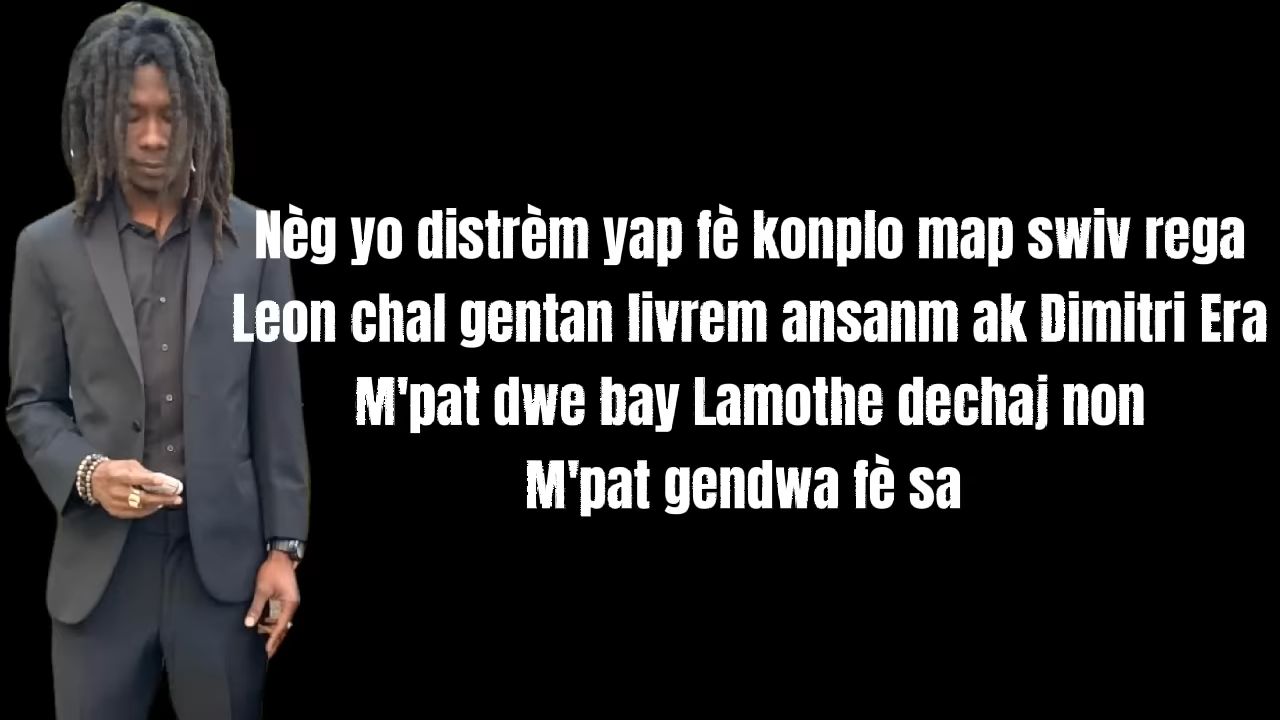 Nèg yo distrèm yap fè konplo map swiv rega
Leon chal gentan livrem ansanm ak Dimitri Era
M'pat dwe bay Lamothe dechaj non
M'pat gendwa fè sa